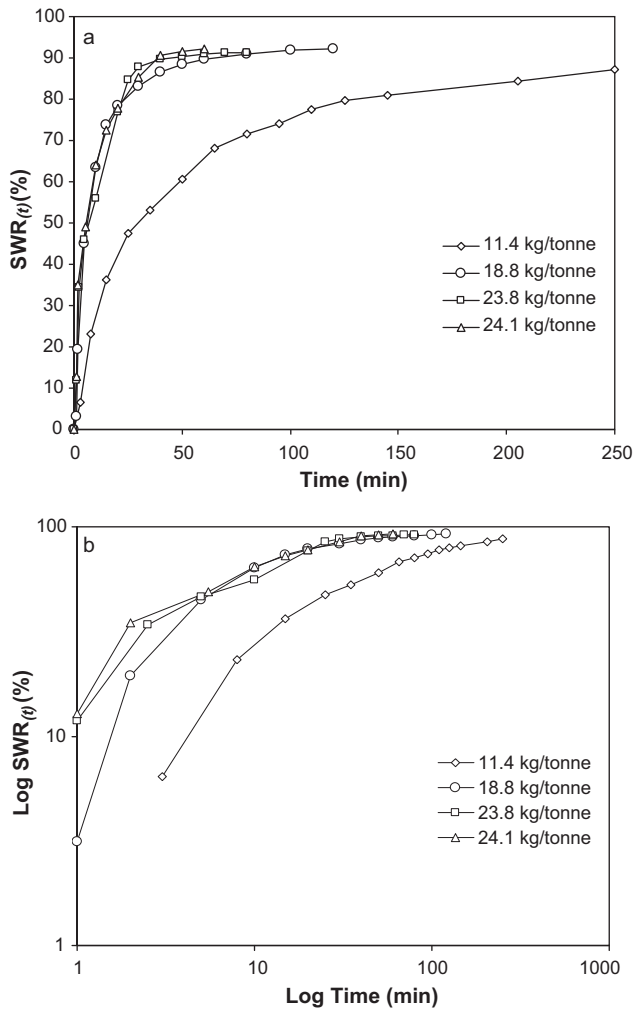 a
100
90
80
70
60
50
40
30
20
10
0
SWR(t)(%)
0 50 100 150 200 250
Time (min)
11.4 kg/tonne
18.8 kg/tonne
23.8 kg/tonne
24.1 kg/tonne
b
100
10
1
Log SWR(t)(%)
1 10 100 1000
Log Time (min)
11.4 kg/tonne
18.8 kg/tonne
23.8 kg/tonne
24.1 kg/tonne